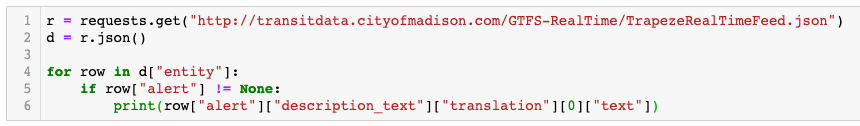 1 r = requests.get("http://transitdata.cityofmadison.com/GTFS-RealTime/TrapezeRealTimeFeed.json")
2 d = r.json()
3
4 for row in d["entity"]:
5     if row["alert"] != None:
6         print(row["alert"]["description_text"]["translation"][0]["text"])